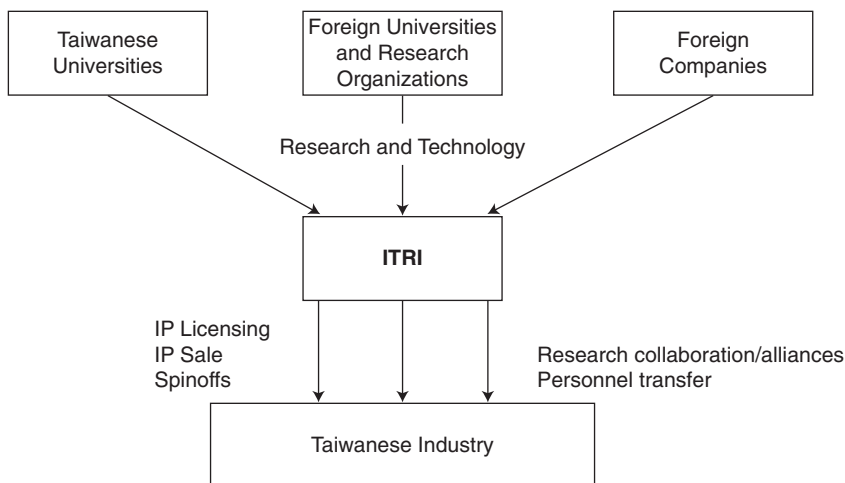 Taiwanese
Universities
Foreign Universities
and Research
Organizations
Foreign
Companies
Research and Technology
ITRI
IP Licensing
IP Sale
Spinoffs
Research collaboration/alliances
Personnel transfer
Taiwanese Industry